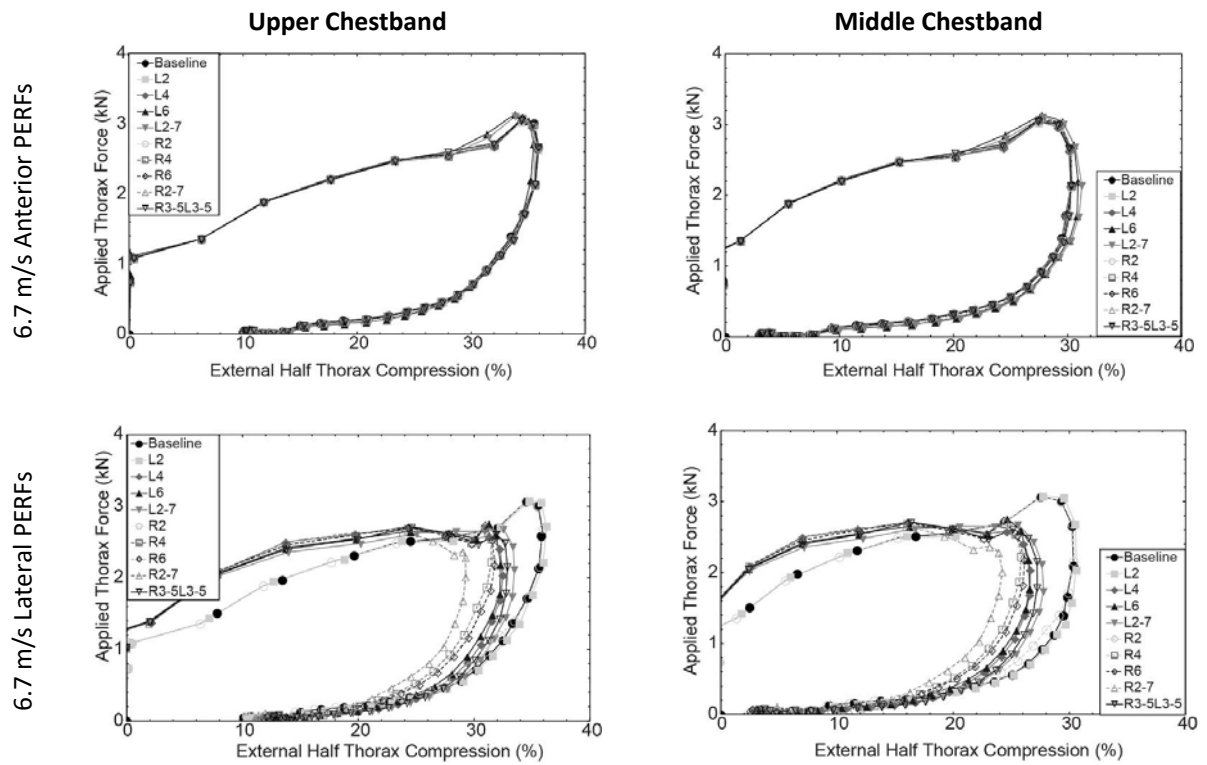 Upper Chestband
Middle Chestband
6.7 m/s Anterior PERFs
4
3
2
1
0
Applied Thorax Force (kN)
Baseline
L2
L4
L6
L2-7
R2
R4
R6
R2-7
R3-5L3-5
0
10
20
30
40
External Half Thorax Compression (%)
4
3
2
1
0
Applied Thorax Force (kN)
Baseline
L2
L4
L6
L2-7
R2
R4
R6
R2-7
R3-5L3-5
0
10
20
30
40
External Half Thorax Compression (%)
6.7 m/s Lateral PERFs
4
3
2
1
0
Applied Thorax Force (kN)
Baseline
L2
L4
L6
L2-7
R2
R4
R6
R2-7
R3-5L3-5
0
10
20
30
40
External Half Thorax Compression (%)
4
3
2
1
0
Applied Thorax Force (kN)
Baseline
L2
L4
L6
L2-7
R2
R4
R6
R2-7
R3-5L3-5
0
10
20
30
40
External Half Thorax Compression (%)